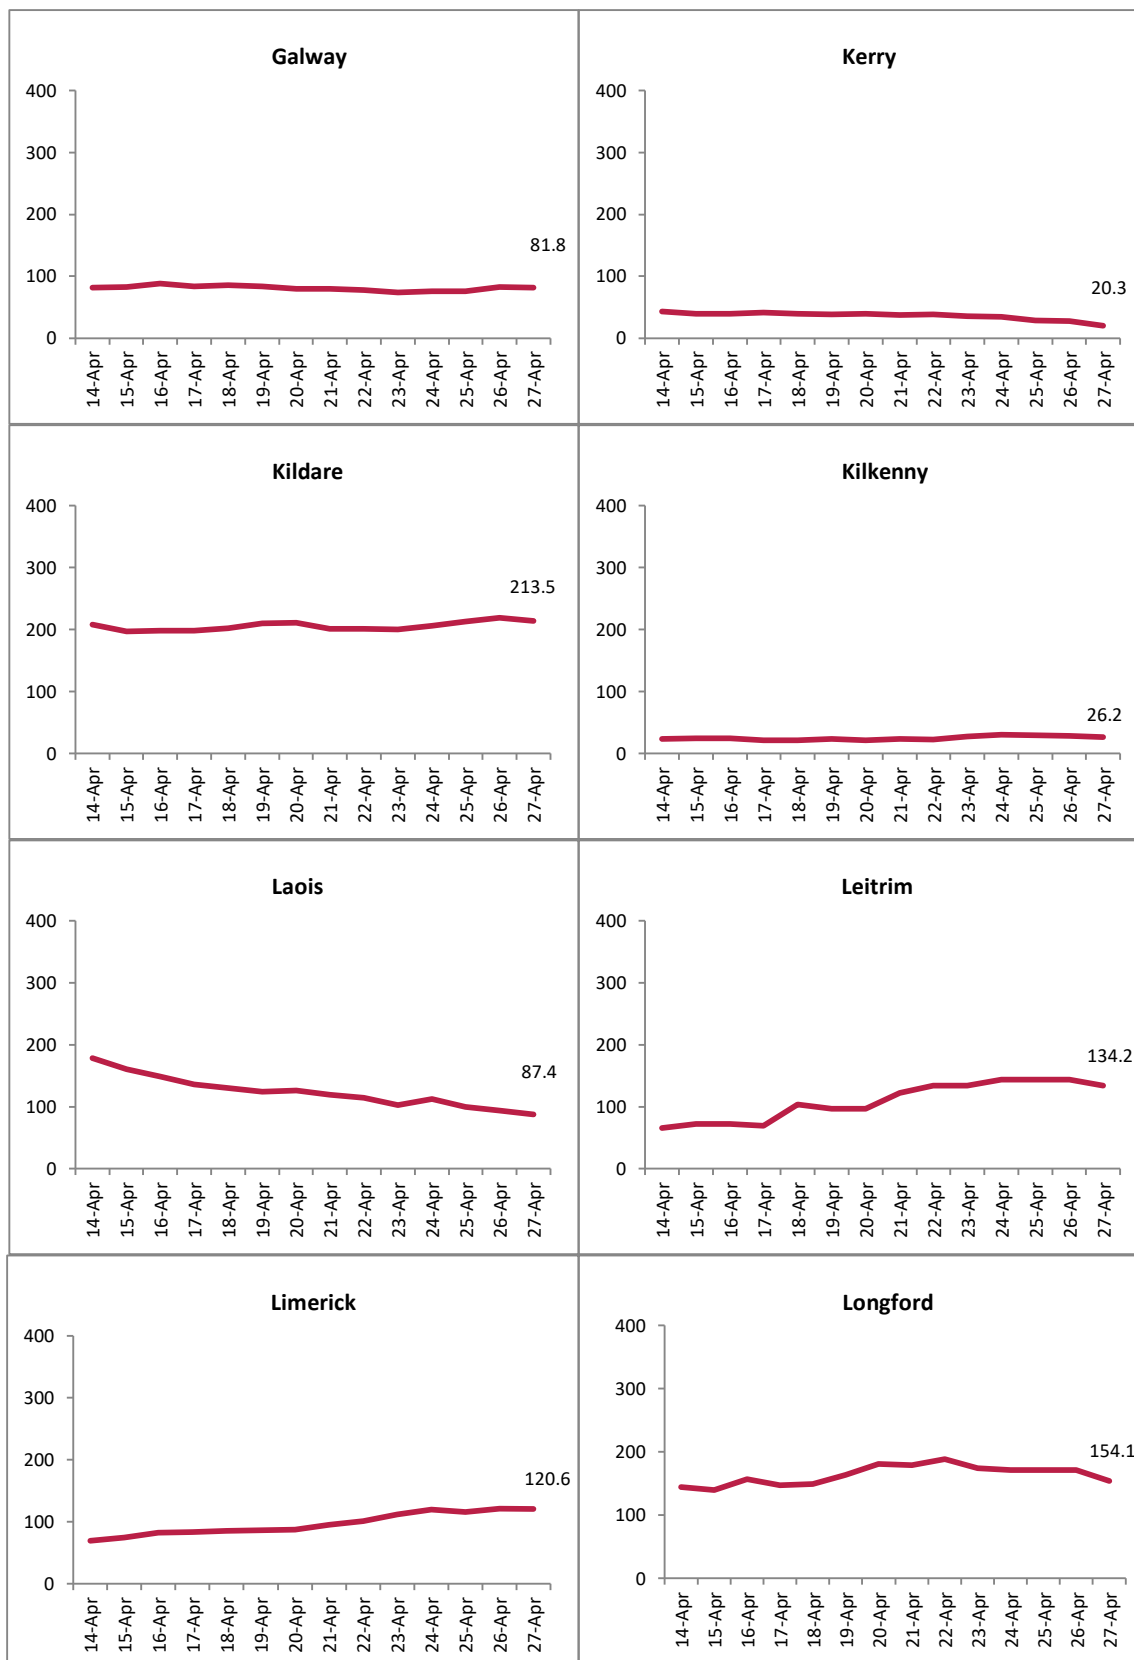 Galway
400
300
200
100
0
81.8
14-Apr
15-Apr
16-Apr
17-Apr
18-Apr
19-Apr
20-Apr
21-Apr
22-Apr
23-Apr
24-Apr
25-Apr
26-Apr
27-Apr
Kerry
400
300
200
100
0
20.3
14-Apr
15-Apr
16-Apr
17-Apr
18-Apr
19-Apr
20-Apr
21-Apr
22-Apr
23-Apr
24-Apr
25-Apr
26-Apr
27-Apr
Kildare
400
300
200
100
0
213.5
14-Apr
15-Apr
16-Apr
17-Apr
18-Apr
19-Apr
20-Apr
21-Apr
22-Apr
23-Apr
24-Apr
25-Apr
26-Apr
27-Apr
Kilkenny
400
300
200
100
0
26.2
14-Apr
15-Apr
16-Apr
17-Apr
18-Apr
19-Apr
20-Apr
21-Apr
22-Apr
23-Apr
24-Apr
25-Apr
26-Apr
27-Apr
Laois
400
300
200
100
0
87.4
14-Apr
15-Apr
16-Apr
17-Apr
18-Apr
19-Apr
20-Apr
21-Apr
22-Apr
23-Apr
24-Apr
25-Apr
26-Apr
27-Apr
Leitrim
400
300
200
100
0
134.2
14-Apr
15-Apr
16-Apr
17-Apr
18-Apr
19-Apr
20-Apr
21-Apr
22-Apr
23-Apr
24-Apr
25-Apr
26-Apr
27-Apr
Limerick
400
300
200
100
0
120.6
14-Apr
15-Apr
16-Apr
17-Apr
18-Apr
19-Apr
20-Apr
21-Apr
22-Apr
23-Apr
24-Apr
25-Apr
26-Apr
27-Apr
Longford
400
300
200
100
0
154.1
14-Apr
15-Apr
16-Apr
17-Apr
18-Apr
19-Apr
20-Apr
21-Apr
22-Apr
23-Apr
24-Apr
25-Apr
26-Apr
27-Apr